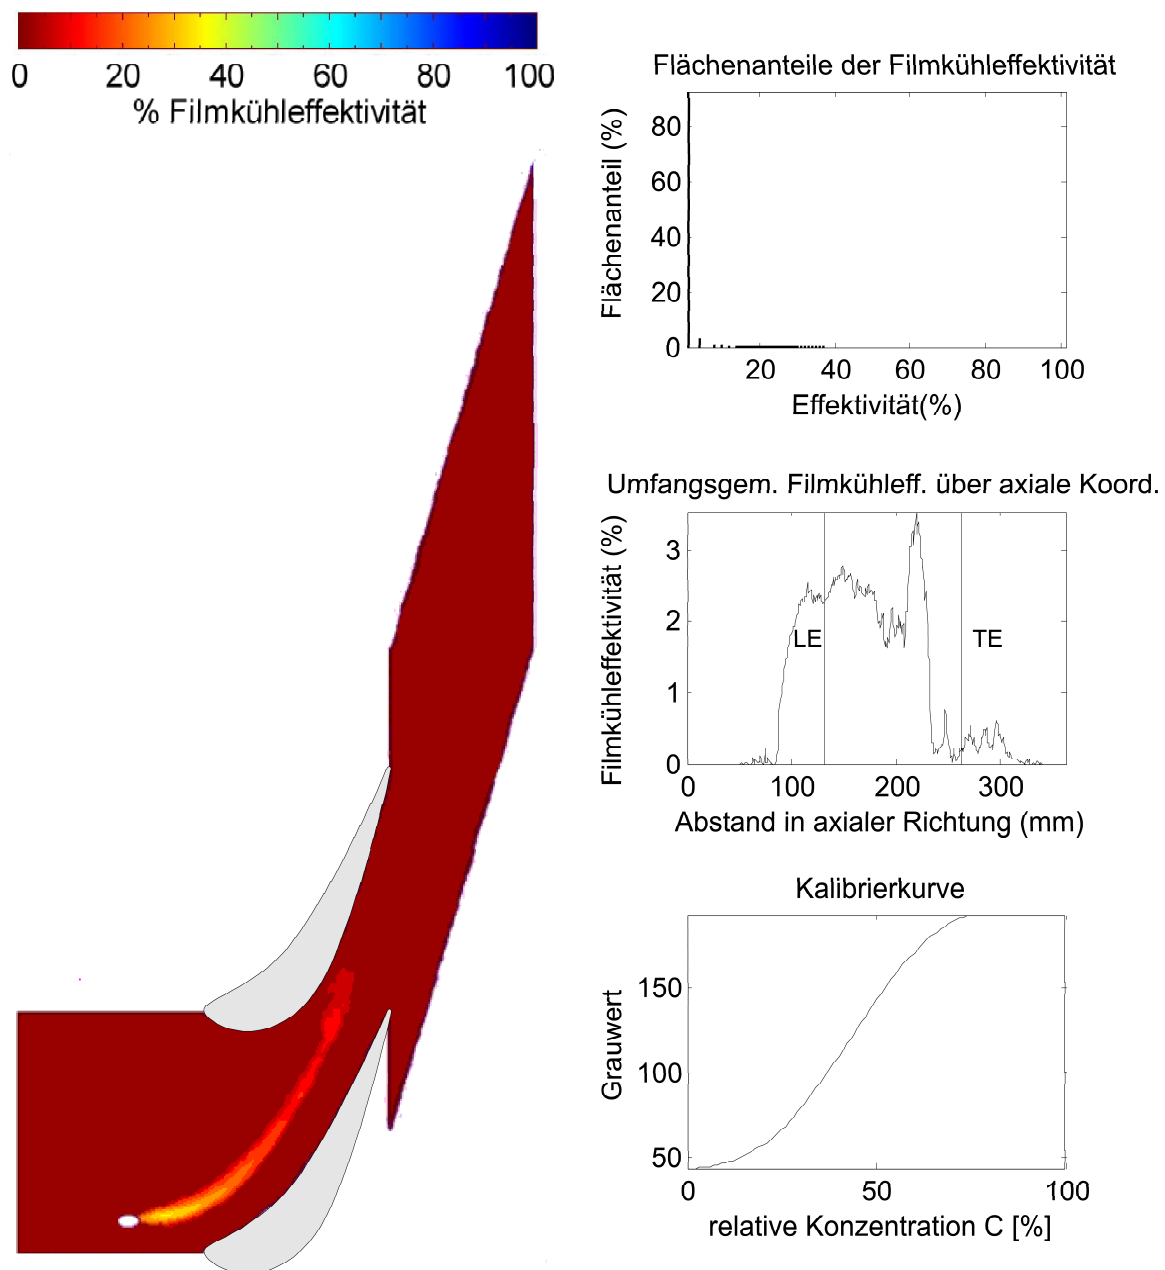 0 20 40 60 80 100
% Filmkühleffektivität
Flächenanteile der Filmkühleffektivität
Flächenanteil (%)
80
60
40
20
0
20 40 60 80 100
Effektivität(%)
Umfangsgem. Filmkühleff. über axiale Koord.
Filmkühleffektivität (%)
3
2
1
0
LE TE
0 100 200 300
Abstand in axialer Richtung (mm)
Kalibrierkurve
Grauwert
150
100
50
0 50 100
relative Konzentration C [%]